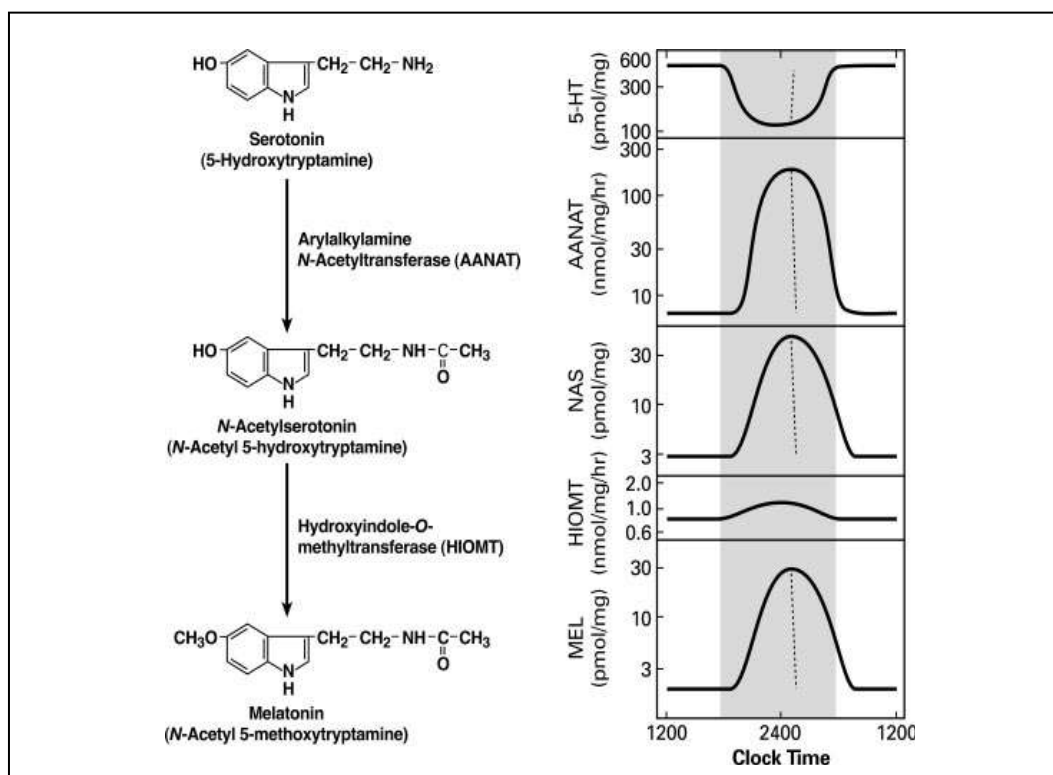 HO
CH2-CH2-NH2
N
H
Serotonin
(5-Hydroxytryptamine)
Arylalkylamine
N-Acetyltransferase (AANAT)
HO
CH2-CH2-NH-C-CH3
O
N
H
N-Acetylserotonin
(N-Acetyl 5-hydroxytryptamine)
Hydroxyindole-O-
methyltransferase (HIOMT)
CH3O
CH2-CH2-NH-C-CH3
O
N
H
Melatonin
(N-Acetyl 5-methoxytryptamine)
5-HT
(pmol/mg)
600
300
100
AANAT
(nmol/mg/hr)
300
100
30
10
NAS
(pmol/mg)
30
10
3
HIOMT
(nmol/mg/hr)
2.0
1.0
0.6
MEL
(pmol/mg)
30
10
3
1200 2400 1200
Clock Time